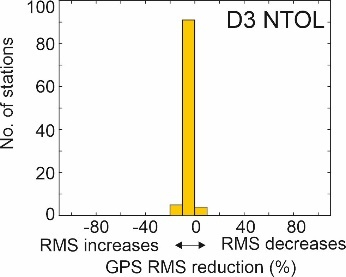 D3 NTOL
No. of stations
100
80
60
40
20
0
-80 -40 0 40 80
RMS increases RMS decreases
GPS RMS reduction (%)